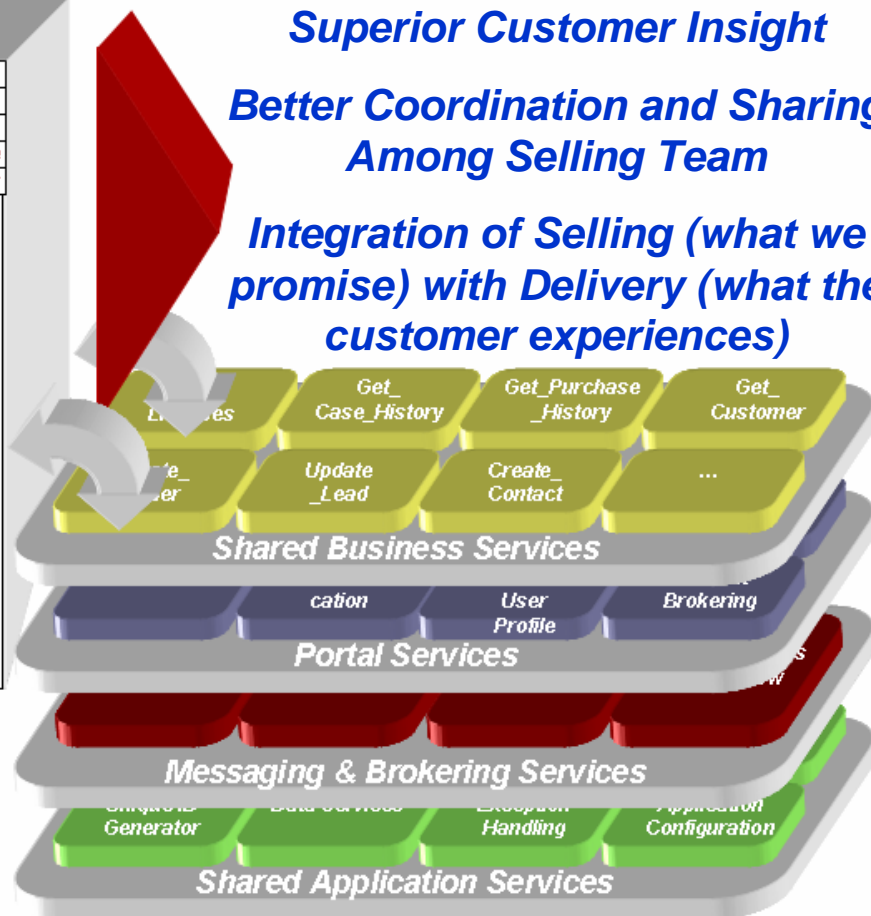 Superior Customer Insight
Better Coordination and Sharing
Among Selling Team
Integration of Selling (what we
promise) with Delivery (what the
customer experiences)
Get_
Case_History
Get_Purchase
_History
Get_
Customer
Update
_Lead
Create_
Contact
...
Shared Business Services
cation
User
Profile
Brokering
Portal Services
Messaging & Brokering Services
Generator
Data Services
Exception
Handling
Application
Configuration
Shared Application Services